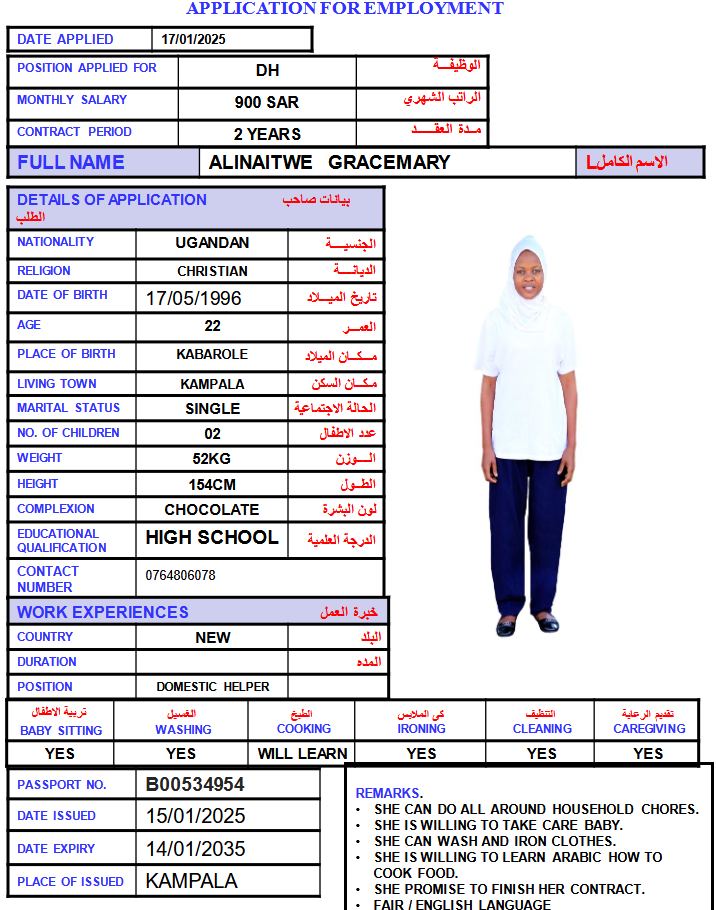 APPLICATION FOR EMPLOYMENT
DATE APPLIED 17/01/2025
POSITION APPLIED FOR DH الوظيفـــة
MONTHLY SALARY 900 SAR الراتب الشهري
CONTRACT PERIOD 2 YEARS مـدة العقـــد
FULL NAME ALINAITWE GRACEMARY الاسم الكاملL
DETAILS OF APPLICATION بيانات صاحب
الطلب
NATIONALITY UGANDAN الجنسيـــة
RELIGION CHRISTIAN الديانـــة
DATE OF BIRTH 17/05/1996 تاريخ الميـــلاد
AGE 22 العمـــر
PLACE OF BIRTH KABAROLE مـــكـان الميلاد
LIVING TOWN KAMPALA مكـــان السكن
MARITAL STATUS SINGLE الحالة الاجتماعية
NO. OF CHILDREN 02 عدد الاطفال
WEIGHT 52KG الـــوزن
HEIGHT 154CM الطــول
COMPLEXION CHOCOLATE لون البشرة
EDUCATIONAL QUALIFICATION HIGH SCHOOL الدرجة العلمية
CONTACT NUMBER 0764806078
WORK EXPERIENCES خبرة العمل
COUNTRY NEW البلد
DURATION المده
POSITION DOMESTIC HELPER
تربية الاطفال الغسيل الطبخ كي الملابس التنظيف تقديم الرعاية
BABY SITTING WASHING COOKING IRONING CLEANING CAREGIVING
YES YES WILL LEARN YES YES YES
PASSPORT NO. B00534954
DATE ISSUED 15/01/2025
DATE EXPIRY 14/01/2035
PLACE OF ISSUED KAMPALA
REMARKS.
• SHE CAN DO ALL AROUND HOUSEHOLD CHORES.
• SHE IS WILLING TO TAKE CARE BABY.
• SHE CAN WASH AND IRON CLOTHES.
• SHE IS WILLING TO LEARN ARABIC HOW TO
COOK FOOD.
• SHE PROMISE TO FINISH HER CONTRACT.
• FAIR / ENGLISH LANGUAGE